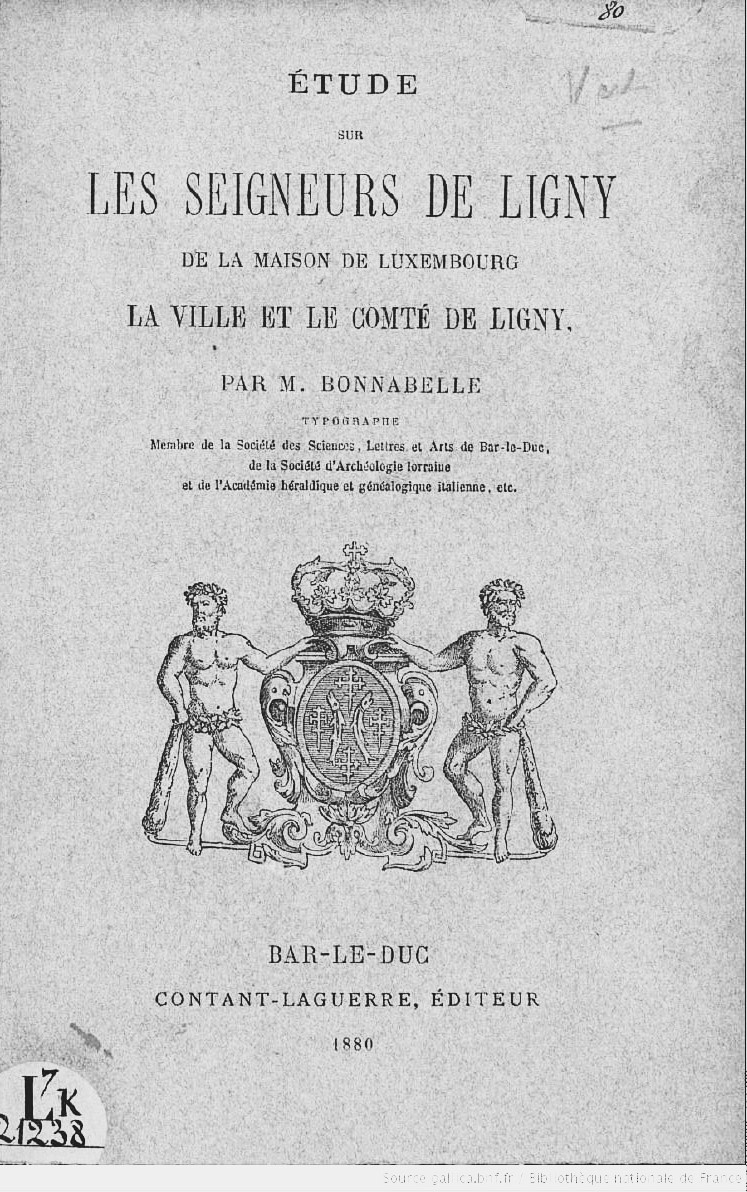 80
ÉTUDE
SUR
LES SEIGNEURS DE LIGNY
DE LA MAISON DE LUXEMBOURG
LA VILLE ET LE COMTÉ DE LIGNY,
PAR M. BONNABELLE
TYPOGRAPHE
Membre de la Société des Sciences, Lettres et Arts de Bar-le-Duc,
de la Société d'Archéologie lorraine
et de l'Académie héraldique et généalogique italienne, etc.
BAR-LE-DUC
CONTANT-LAGUERRE, ÉDITEUR
1880
L7K
21238
Source gallica.bnf.fr / Bibliothèque nationale de France